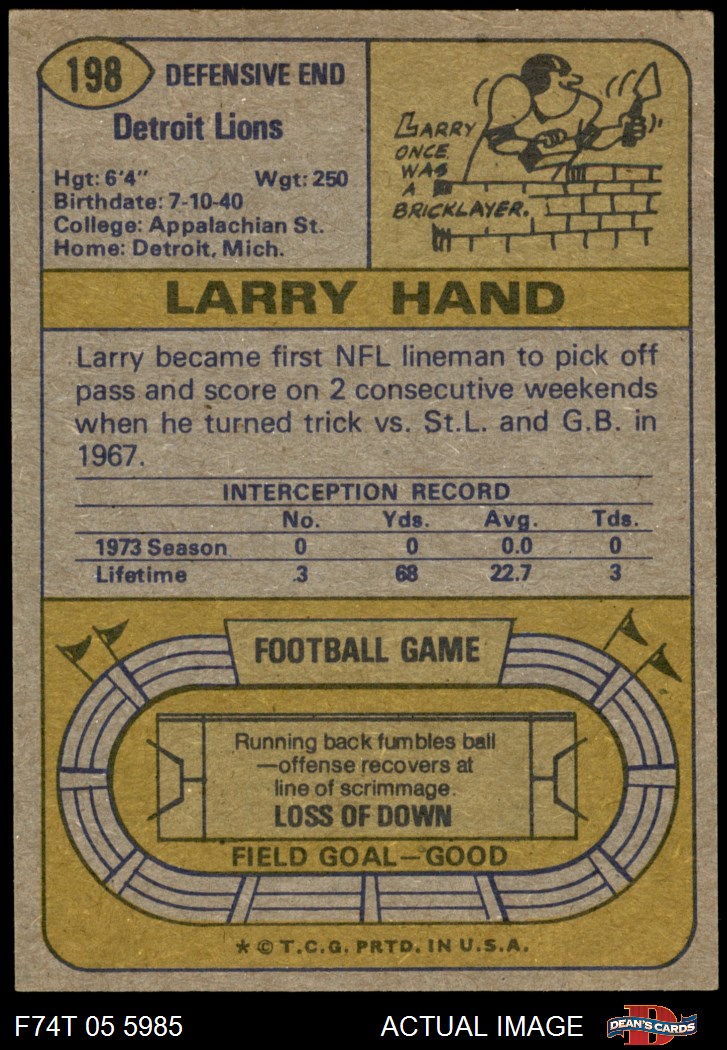 198
DEFENSIVE END
Detroit Lions
Hgt: 6'4" Wgt: 250
Birthdate: 7-10-40
College: Appalachian St.
Home: Detroit, Mich.
LARRY
ONCE
WAS
A
BRICKLAYER.
LARRY HAND
Larry became first NFL lineman to pick off
pass and score on 2 consecutive weekends
when he turned trick vs. St.L. and G.B. in
1967.
INTERCEPTION RECORD
No. Yds. Avg. Tds.
1973 Season 0 0 0.0 0
Lifetime 3 68 22.7 3
FOOTBALL GAME
Running back fumbles ball
—offense recovers at
line of scrimmage.
LOSS OF DOWN
FIELD GOAL—GOOD
* © T.C.G. PRTD. IN U.S.A.
F74T 05 5985 ACTUAL IMAGE
DEAN'S CARDS